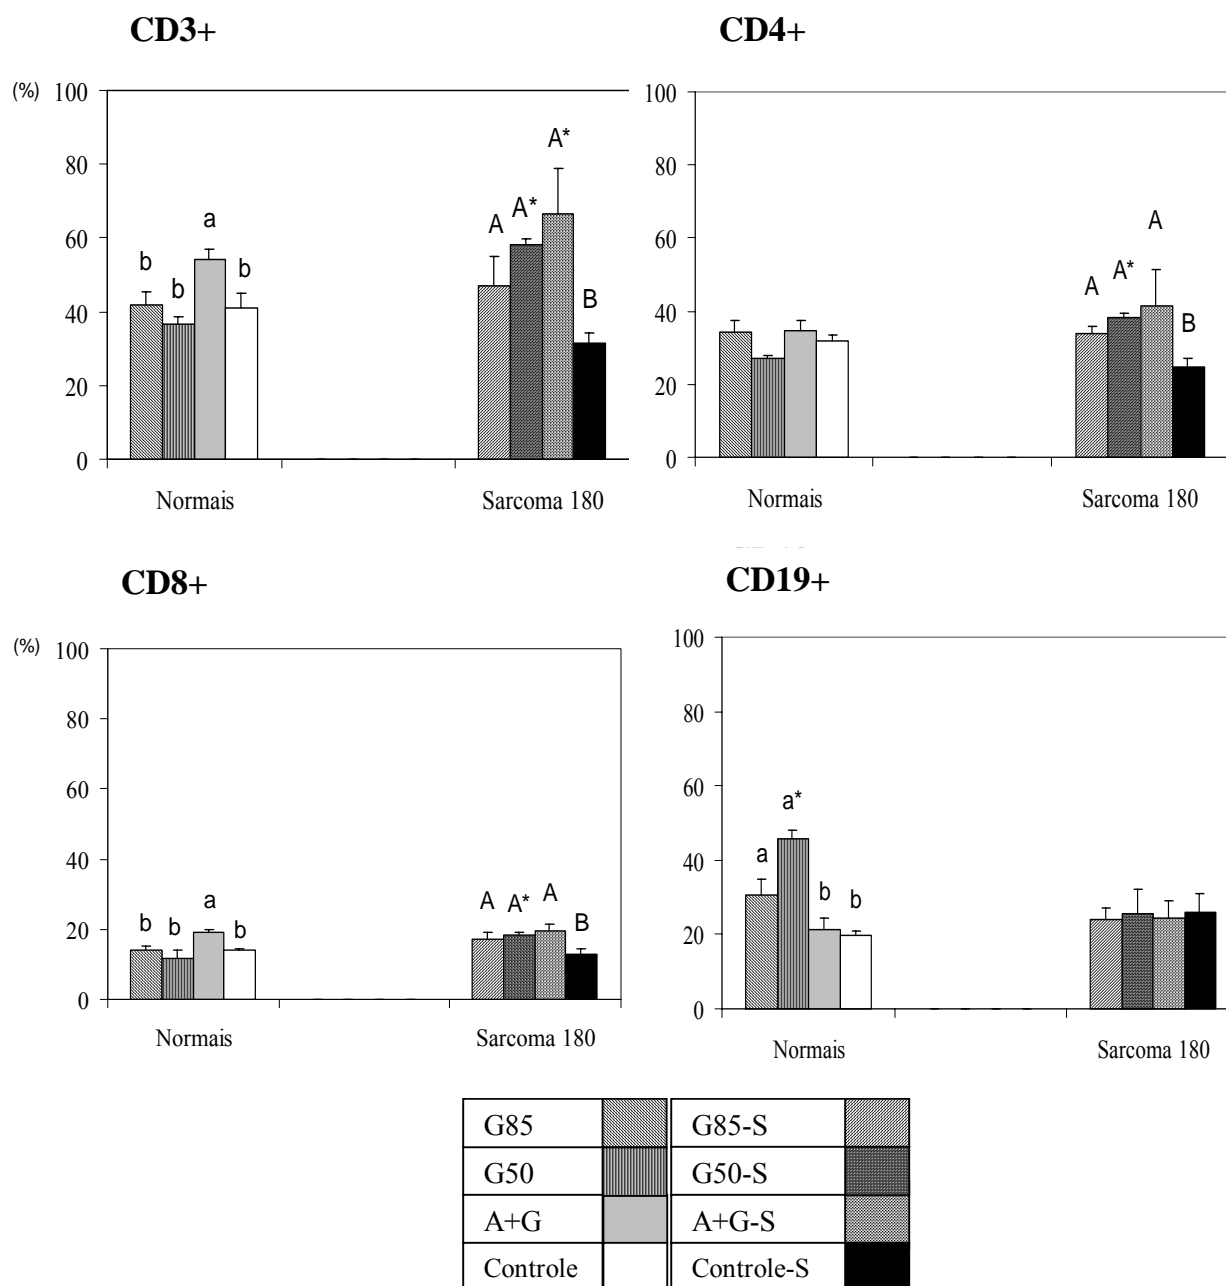 CD3+
CD4+
(%)
100
80
60
40
20
0
b
b
a
b
A
A*
A*
B
Normais
Sarcoma 180
100
80
60
40
20
0
A
A*
A
B
Normais
Sarcoma 180
CD8+
CD19+
(%)
100
80
60
40
20
0
b
b
a
b
A
A*
A
B
Normais
Sarcoma 180
100
80
60
40
20
0
a
a*
b
b
Normais
Sarcoma 180
G85 G85-S
G50 G50-S
A+G A+G-S
Controle Controle-S